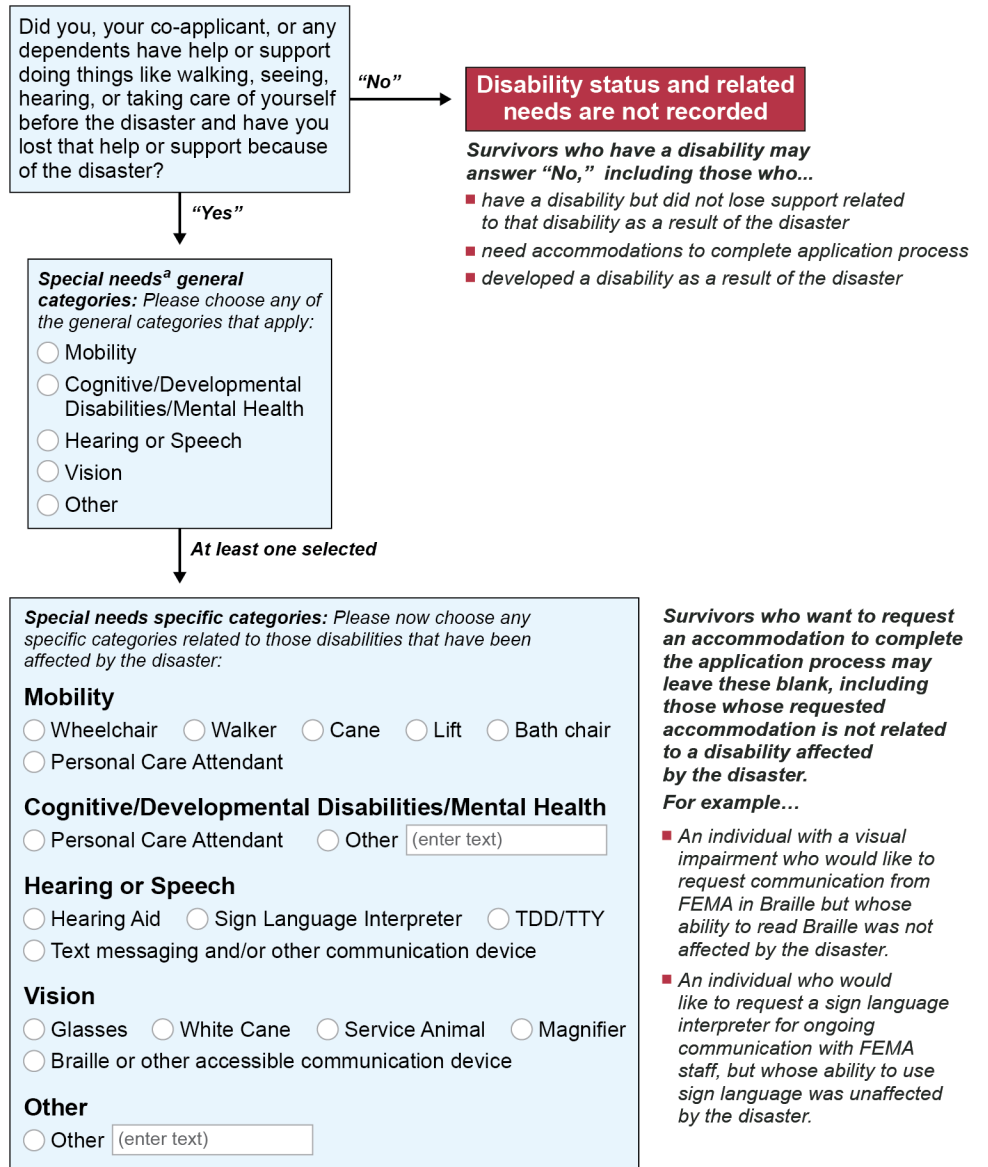 Did you, your co-applicant, or any
dependents have help or support
doing things like walking, seeing,
hearing, or taking care of yourself
before the disaster and have you
lost that help or support because
of the disaster?
“No”
Disability status and related
needs are not recorded
Survivors who have a disability may
answer “No,” including those who...
have a disability but did not lose support related
to that disability as a result of the disaster
need accommodations to complete application process
developed a disability as a result of the disaster
“Yes”
Special needsª general
categories: Please choose any of
the general categories that apply:
Mobility
Cognitive/Developmental
Disabilities/Mental Health
Hearing or Speech
Vision
Other
At least one selected
Special needs specific categories: Please now choose any
specific categories related to those disabilities that have been
affected by the disaster:
Mobility
Wheelchair Walker Cane Lift Bath chair
Personal Care Attendant
Cognitive/Developmental Disabilities/Mental Health
Personal Care Attendant Other (enter text)
Hearing or Speech
Hearing Aid Sign Language Interpreter TDD/TTY
Text messaging and/or other communication device
Vision
Glasses White Cane Service Animal Magnifier
Braille or other accessible communication device
Other
Other (enter text)
Survivors who want to request
an accommodation to complete
the application process may
leave these blank, including
those whose requested
accommodation is not related
to a disability affected
by the disaster.
For example…
An individual with a visual
impairment who would like to
request communication from
FEMA in Braille but whose
ability to read Braille was not
affected by the disaster.
An individual who would
like to request a sign language
interpreter for ongoing
communication with FEMA
staff, but whose ability to use
sign language was unaffected
by the disaster.